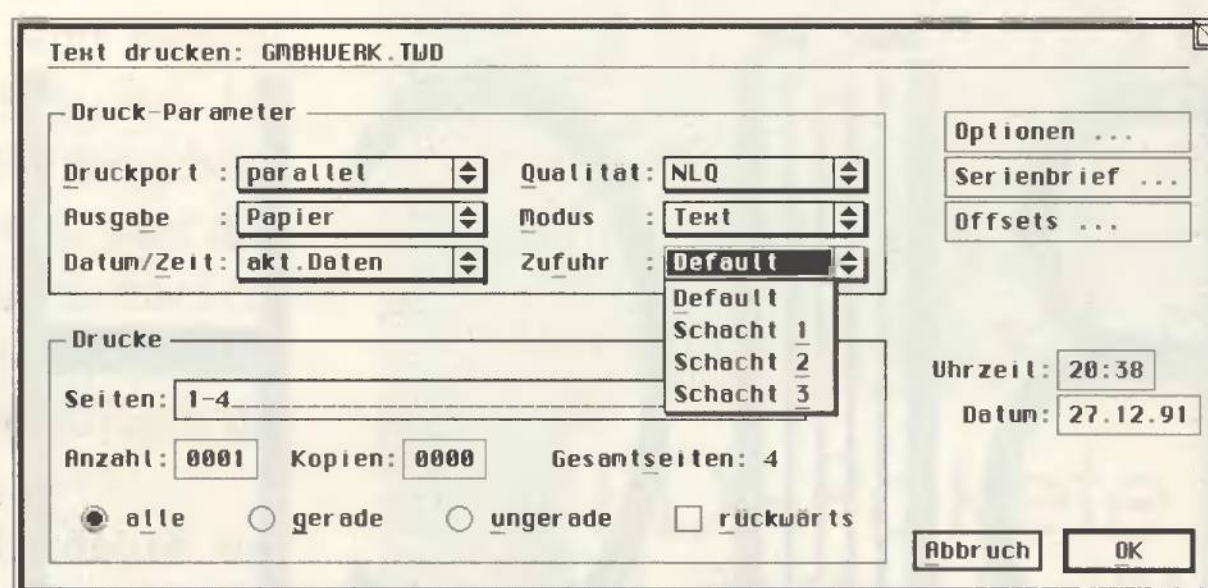 Text drucken: GMBHVERK.TWD
Druck-Parameter
Druckport : parallel
Qualität: NLQ
Ausgabe : Papier
Modus : Text
Datum/Zeit: akt.Daten
Zufuhr : Default
Default
Schacht 1
Schacht 2
Schacht 3
Optionen ...
Serienbrief ...
Offsets ...
Drucke
Seiten: 1-4
Anzahl: 0001 Kopien: 0000 Gesamtseiten: 4
alle gerade ungerade rückwärts
Uhrzeit: 20:38
Datum: 27.12.91
Abbruch OK